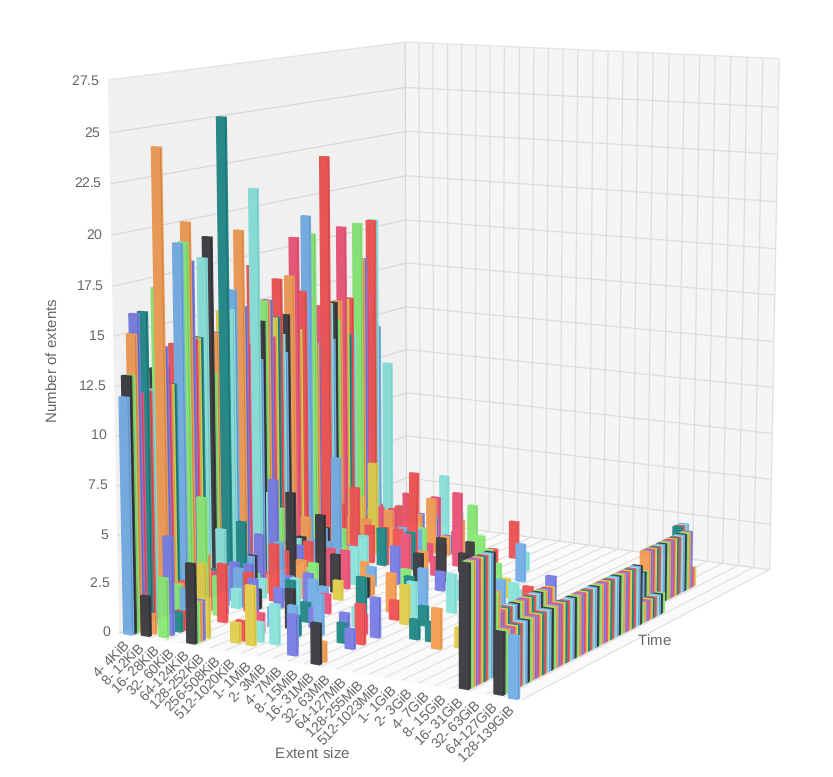 27.5
25
22.5
20
17.5
15
12.5
10
7.5
5
2.5
0
Number of extents
4- 4KiB
8- 12KiB
16- 28KiB
32- 60KiB
64-124KiB
128-252KiB
256-508KiB
512-1020KiB
1- 1MiB
2- 3MiB
4- 7MiB
8- 15MiB
16- 31MiB
32- 63MiB
64-127MiB
128-255MiB
512-1023MiB
1- 1GiB
2- 3GiB
4- 7GiB
8- 15GiB
16- 31GiB
32- 63GiB
64-127GiB
128-139GiB
Extent size
Time